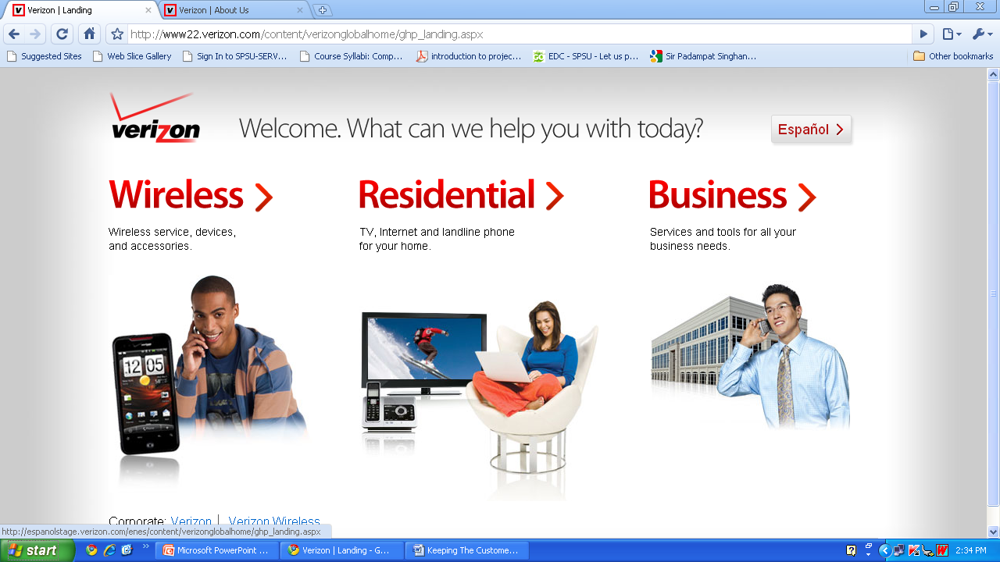 Verizon | Landing
Verizon | About Us
http://www22.verizon.com/content/verizonglobalhome/ghp_landing.aspx
Suggested Sites
Web Slice Gallery
Sign In to SPSU-SERV...
Course Syllabi: Comp...
introduction to projec...
GO
EDC - SPSU - Let us p...
Sir Padampat Singhan...
Other bookmarks
verizon
Welcome. What can we help you with today?
Español
Wireless
Residential
Business
Wireless service, devices,
and accessories.
TV, Internet and landline phone
for your home.
Services and tools for all your
business needs.
12 05
Corporate: Verizon | Verizon Wireless
http://espanolstage.verizon.com/enes/content/verizonglobalhome/ghp_landing.aspx
start
Microsoft PowerPoint ...
Verizon | Landing - G...
Keeping The Custome...
2:34 PM